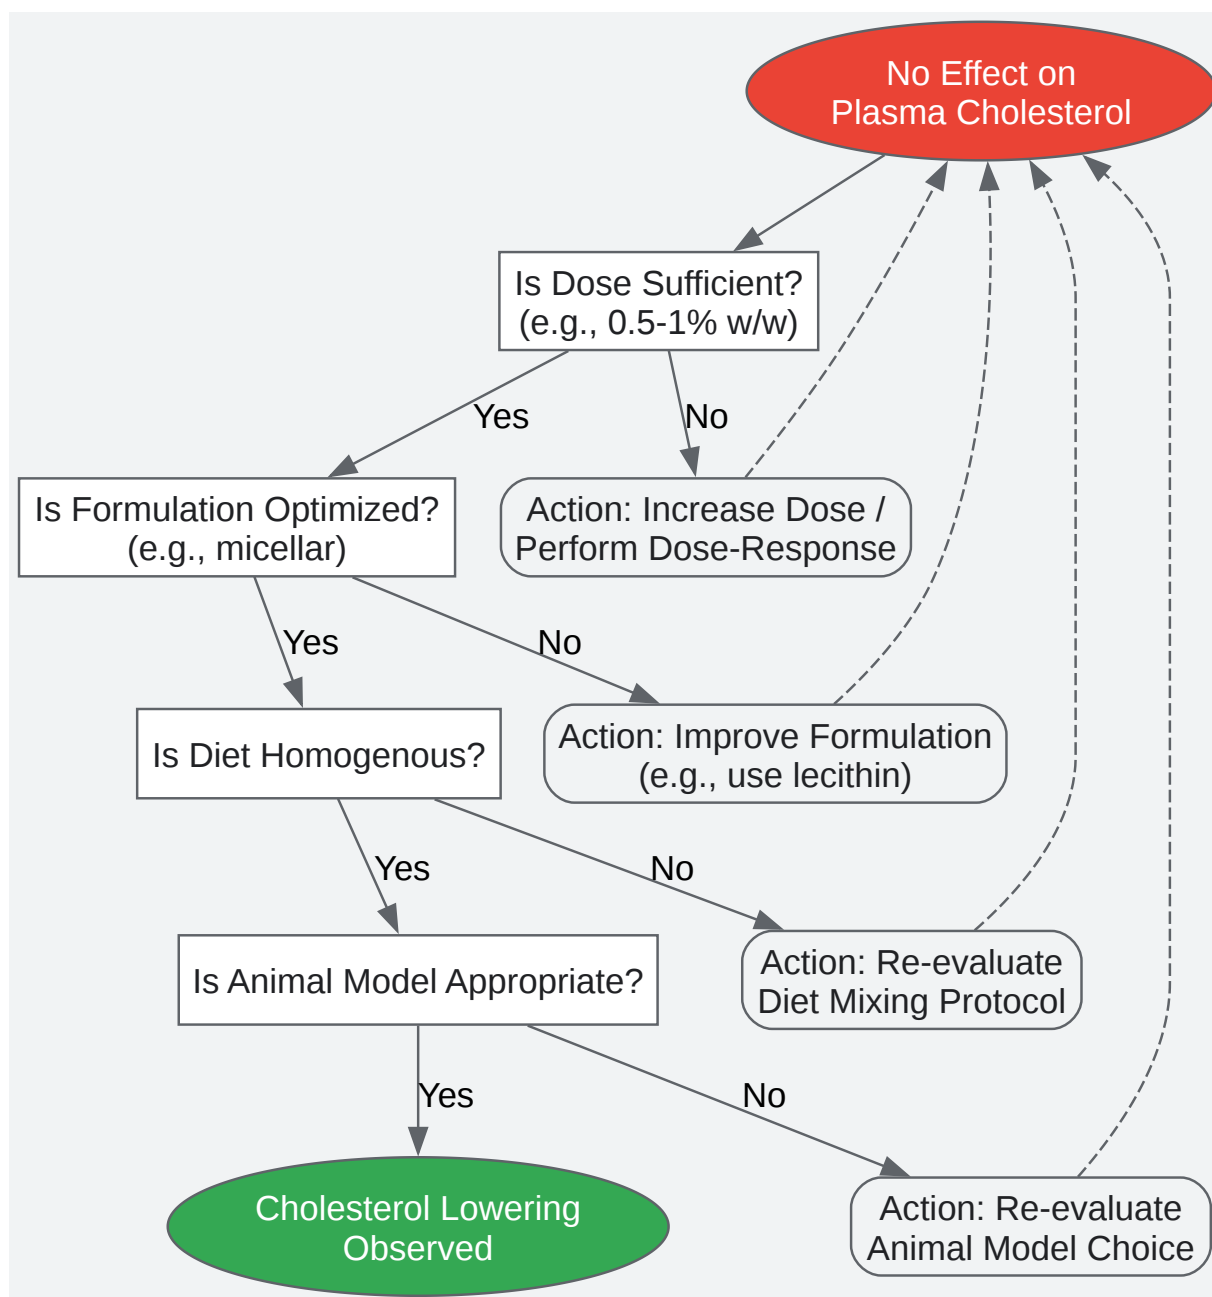 No Effect on
Plasma Cholesterol
Is Dose Sufficient?
(e.g., 0.5-1% w/w)
Yes
No
Is Formulation Optimized?
(e.g., micellar)
Action: Increase Dose /
Perform Dose-Response
Yes
No
Is Diet Homogenous?
Action: Improve Formulation
(e.g., use lecithin)
Yes
No
Is Animal Model Appropriate?
Action: Re-evaluate
Diet Mixing Protocol
Yes
No
Cholesterol Lowering
Observed
Action: Re-evaluate
Animal Model Choice